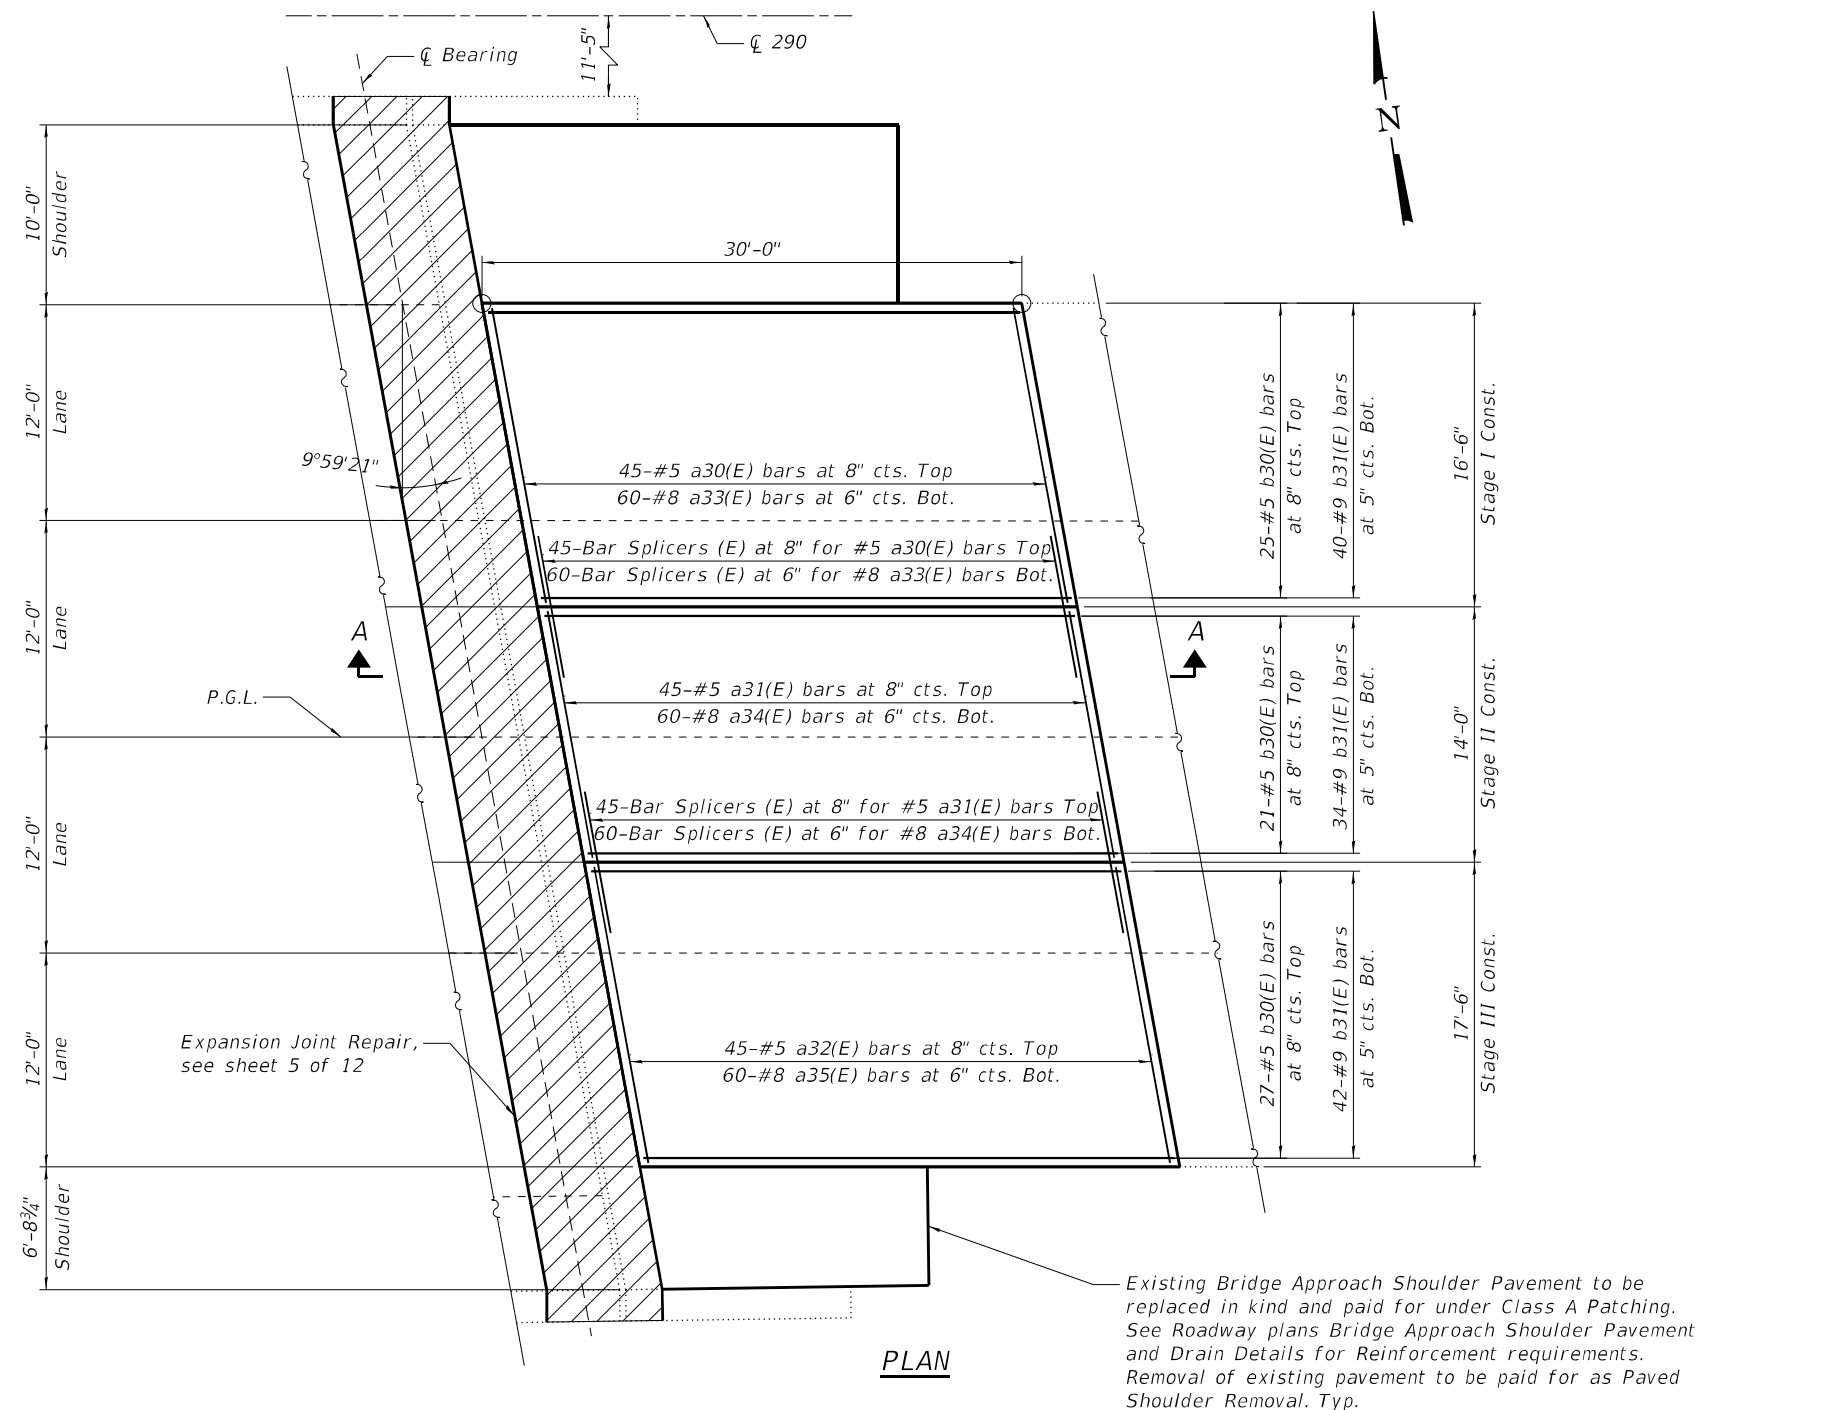 ℄ 290
11'-5"
℄ Bearing
N
10'-0"
Shoulder
30'-0"
12'-0"
Lane
9°59'21"
45-#5 a30(E) bars at 8" cts. Top
60-#8 a33(E) bars at 6" cts. Bot.
25-#5 b30(E) bars
at 8" cts. Top
40-#9 b31(E) bars
at 5" cts. Bot.
16'-6"
Stage I Const.
45-Bar Splicers (E) at 8" for #5 a30(E) bars Top
60-Bar Splicers (E) at 6" for #8 a33(E) bars Bot.
12'-0"
Lane
A
A
P.G.L.
45-#5 a31(E) bars at 8" cts. Top
60-#8 a34(E) bars at 6" cts. Bot.
21-#5 b30(E) bars
at 8" cts. Top
34-#9 b31(E) bars
at 5" cts. Bot.
14'-0"
Stage II Const.
12'-0"
Lane
45-Bar Splicers (E) at 8" for #5 a31(E) bars Top
60-Bar Splicers (E) at 6" for #8 a34(E) bars Bot.
12'-0"
Lane
Expansion Joint Repair,
see sheet 5 of 12
45-#5 a32(E) bars at 8" cts. Top
60-#8 a35(E) bars at 6" cts. Bot.
27-#5 b30(E) bars
at 8" cts. Top
42-#9 b31(E) bars
at 5" cts. Bot.
17'-6"
Stage III Const.
6'-8¾"
Shoulder
Existing Bridge Approach Shoulder Pavement to be
replaced in kind and paid for under Class A Patching.
See Roadway plans Bridge Approach Shoulder Pavement
and Drain Details for Reinforcement requirements.
Removal of existing pavement to be paid for as Paved
Shoulder Removal. Typ.
PLAN